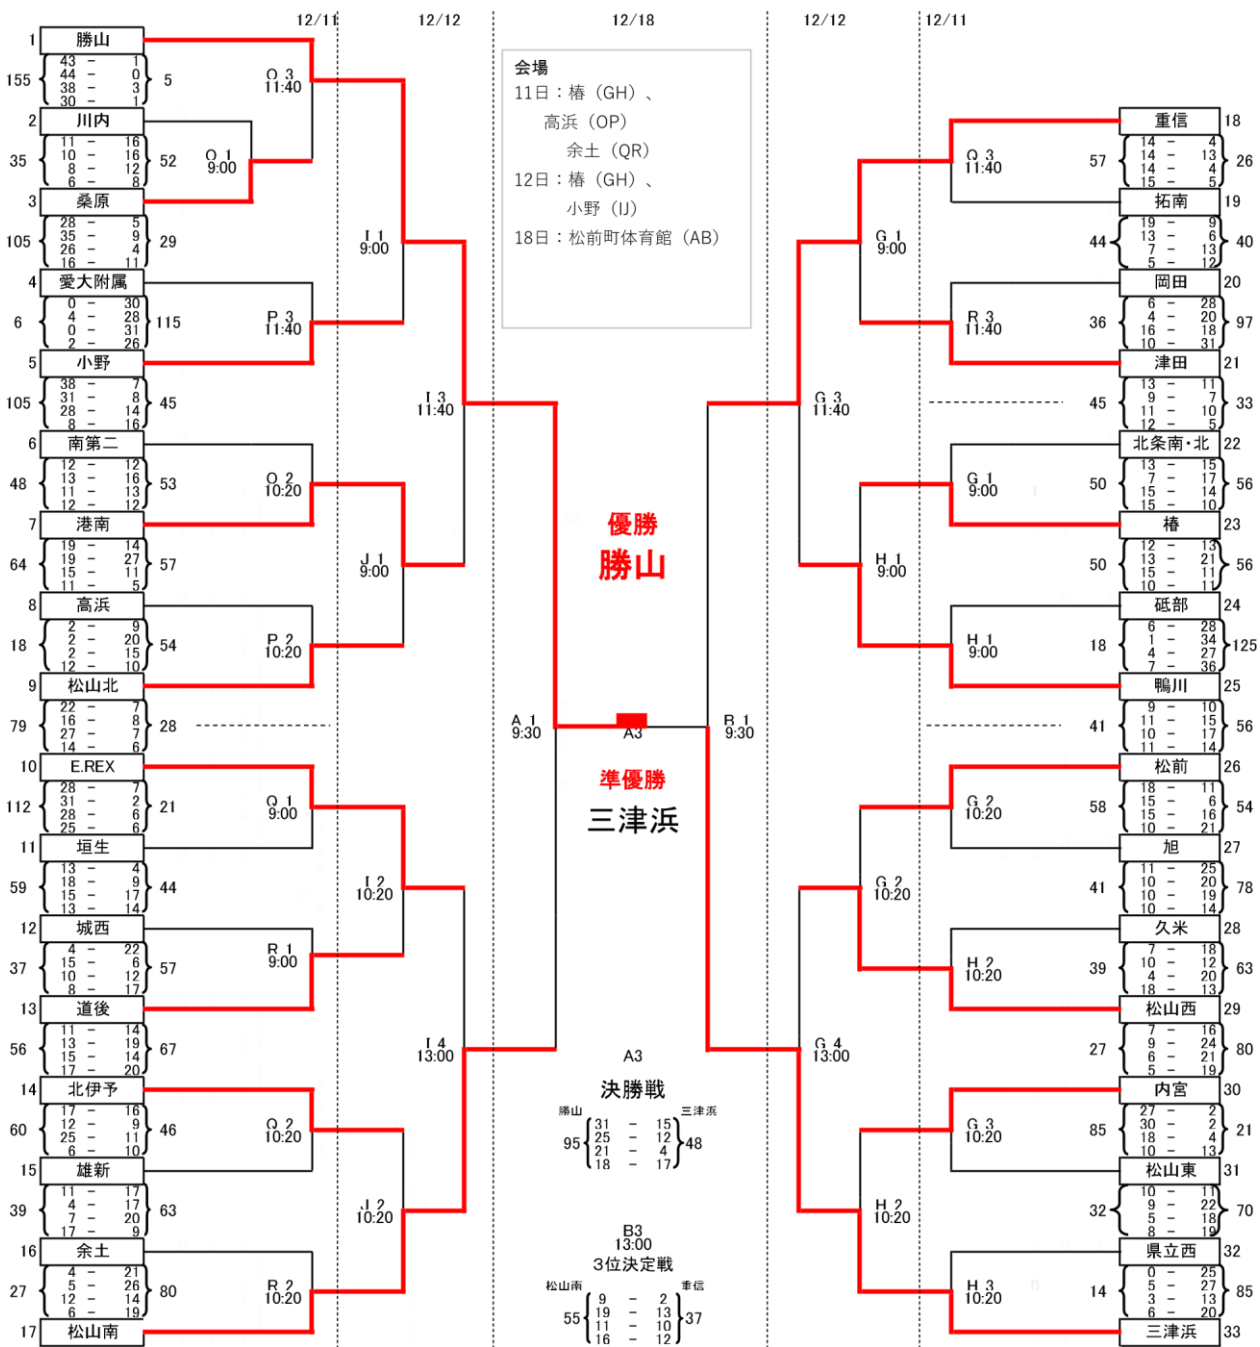 12/11 12/12 12/18 12/12 12/11
1 勝山
155 43 - 1 5
44 - 0
38 - 3
30 - 1
O 3
11:40
2 川内
35 11 - 16 52
10 - 16
8 - 12
6 - 8
O 1
9:00
3 桑原
105 28 - 5 29
35 - 9
26 - 4
16 - 11
I 1
9:00
4 愛大附属
6 0 - 30 115
4 - 28
0 - 31
2 - 26
P 3
11:40
5 小野
105 38 - 7 45
31 - 8
28 - 14
8 - 16
I 3
11:40
6 南第二
48 12 - 12 53
13 - 16
11 - 13
12 - 12
O 2
10:20
7 港南
64 19 - 14 57
19 - 27
15 - 11
11 - 5
J 1
9:00
8 高浜
18 2 - 9 54
2 - 20
2 - 15
12 - 10
P 2
10:20
9 松山北
79 22 - 7 28
16 - 8
27 - 7
14 - 6
A 1
9:30
10 E.REX
112 28 - 7 21
31 - 2
28 - 6
25 - 6
Q 1
9:00
11 垣生
59 13 - 4 44
18 - 9
15 - 17
13 - 14
I 2
10:20
12 城西
37 4 - 22 57
15 - 6
10 - 12
8 - 17
R 1
9:00
13 道後
56 11 - 14 67
13 - 19
15 - 14
17 - 20
I 4
13:00
14 北伊予
60 17 - 16 46
12 - 9
25 - 11
6 - 10
Q 2
10:20
15 雄新
39 11 - 17 63
4 - 17
7 - 20
17 - 9
J 2
10:20
16 余土
27 4 - 21 80
5 - 26
12 - 14
6 - 19
R 2
10:20
17 松山南
会場
11日：椿（GH）、
高浜（OP）
余土（QR）
12日：椿（GH）、
小野（IJ）
18日：松前町体育館（AB）
優勝
勝山
A3
準優勝
三津浜
A3
決勝戦
勝山 三津浜
95 31 - 15 48
25 - 12
21 - 4
18 - 17
B3
13:00
3位決定戦
松山南 重信
55 9 - 2 37
19 - 13
11 - 10
16 - 12
重信 18
57 14 - 4 26
14 - 13
14 - 4
15 - 5
Q 3
11:40
拓南 19
44 19 - 9 40
13 - 6
7 - 13
5 - 12
G 1
9:00
岡田 20
36 6 - 28 97
4 - 20
16 - 18
10 - 31
R 3
11:40
津田 21
45 13 - 11 33
9 - 7
11 - 10
12 - 5
G 3
11:40
北条南・北 22
50 13 - 15 56
7 - 17
15 - 14
15 - 10
G 1
9:00
椿 23
50 12 - 13 56
13 - 21
15 - 11
10 - 11
H 1
9:00
砥部 24
18 6 - 28 125
1 - 34
4 - 27
7 - 36
H 1
9:00
鴨川 25
41 9 - 10 56
11 - 15
10 - 17
11 - 14
B 1
9:30
松前 26
58 18 - 11 54
15 - 6
15 - 16
10 - 21
G 2
10:20
旭 27
41 11 - 25 78
10 - 20
10 - 19
10 - 14
G 2
10:20
久米 28
39 7 - 18 63
10 - 12
4 - 20
18 - 13
H 2
10:20
松山西 29
27 7 - 16 80
9 - 24
6 - 21
5 - 19
G 4
13:00
内宮 30
85 27 - 2 21
30 - 2
18 - 4
10 - 13
G 3
10:20
松山東 31
32 10 - 11 70
9 - 22
5 - 18
8 - 19
H 2
10:20
県立西 32
14 0 - 25 85
5 - 27
3 - 13
6 - 20
H 3
10:20
三津浜 33